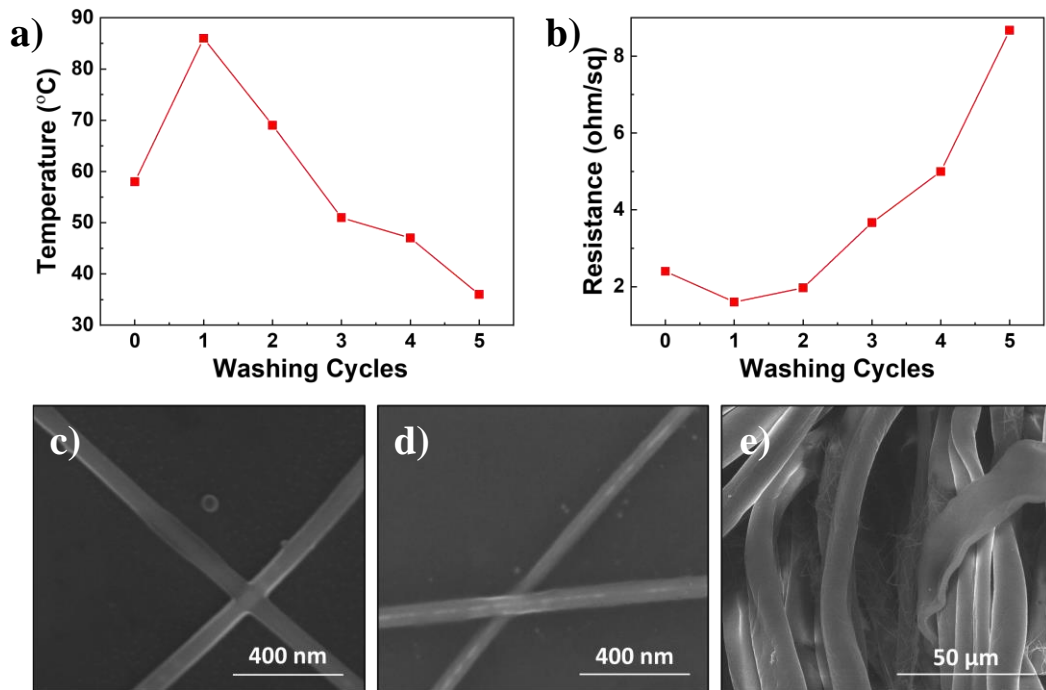 a)
90
80
70
60
50
40
30
Temperature (°C)
0 1 2 3 4 5
Washing Cycles
b)
8
6
4
2
Resistance (ohm/sq)
0 1 2 3 4 5
Washing Cycles
c)
400 nm
d)
400 nm
e)
50 µm